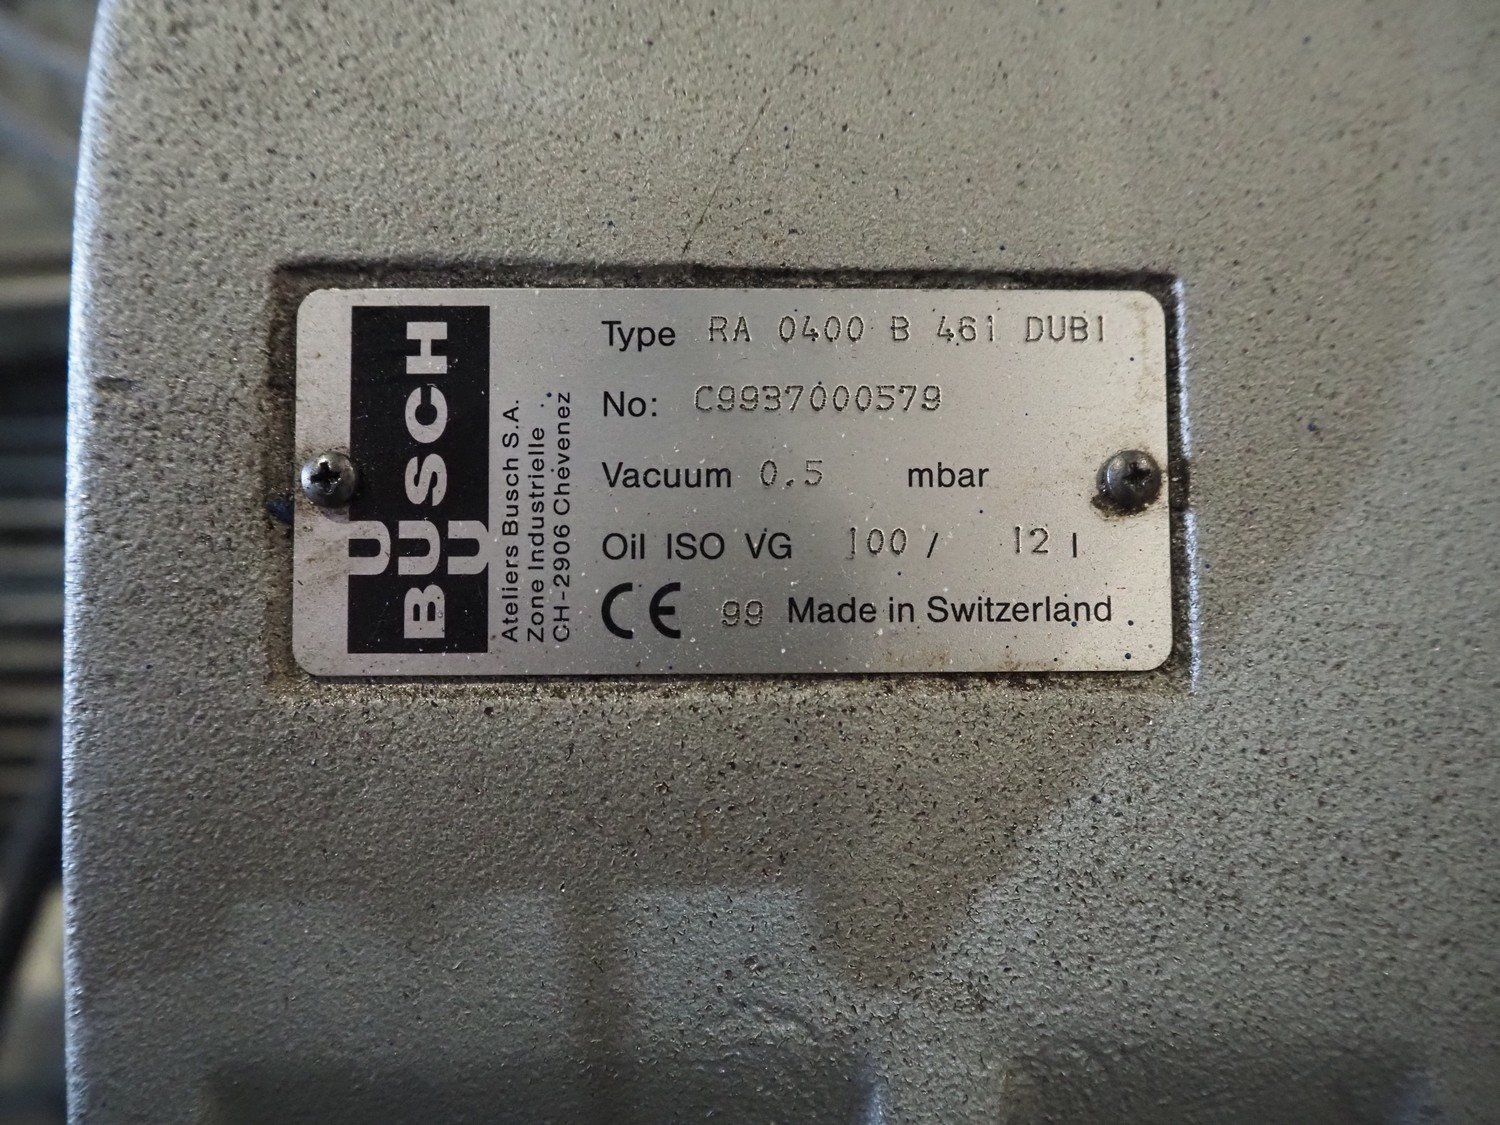 BUSCH
Ateliers Busch S.A.
Zone Industrielle
CH-2906 Chevenez
Type RA 0400 B 461 DUBI
No: C9937000579
Vacuum 0.5 mbar
Oil ISO VG 100 / 12 l
CE 99 Made in Switzerland